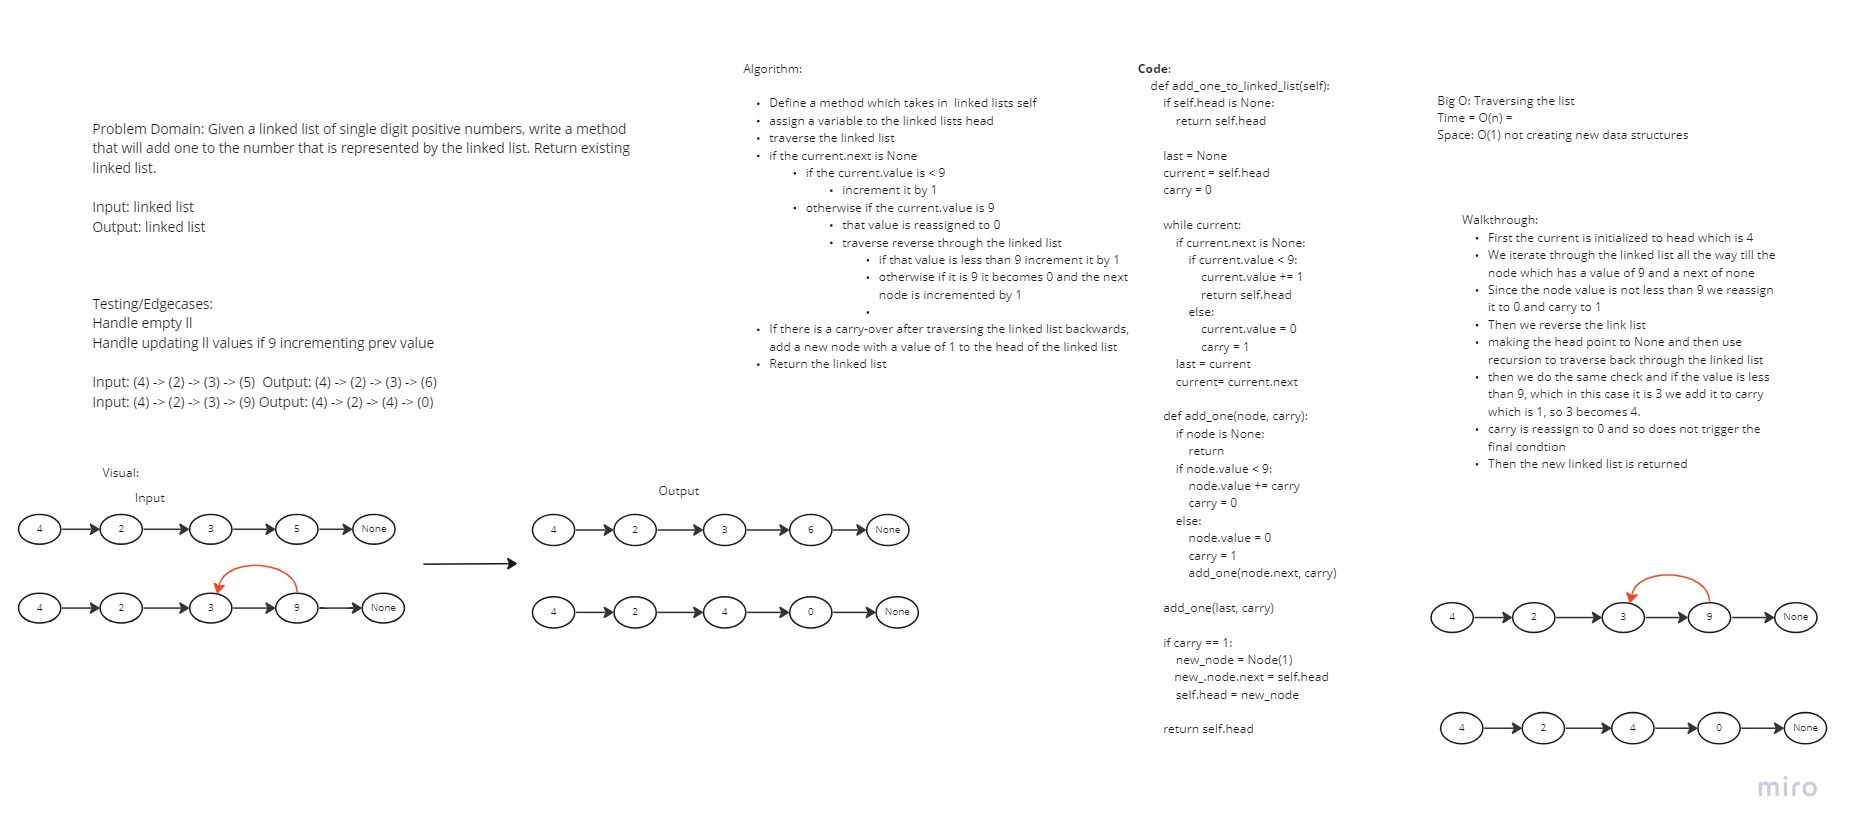 Problem Domain: Given a linked list of single digit positive numbers, write a method
that will add one to the number that is represented by the linked list. Return existing
linked list.
Input: linked list
Output: linked list
Testing/Edgecases:
Handle empty ll
Handle updating ll values if 9 incrementing prev value
Input: (4) -> (2) -> (3) -> (5)  Output: (4) -> (2) -> (3) -> (6)
Input: (4) -> (2) -> (3) -> (9) Output: (4) -> (2) -> (4) -> (0)
Visual:
Input
4 2 3 5 None
4 2 3 9 None
Output
4 2 3 6 None
4 2 4 0 None
Algorithm:
• Define a method which takes in  linked lists self
• assign a variable to the linked lists head
• traverse the linked list
• if the current.next is None
• if the current.value is < 9
• increment it by 1
• otherwise if the current.value is 9
• that value is reassigned to 0
• traverse reverse through the linked list
• if that value is less than 9 increment it by 1
• otherwise if it is 9 it becomes 0 and the next
node is incremented by 1
•
• If there is a carry-over after traversing the linked list backwards,
add a new node with a value of 1 to the head of the linked list
• Return the linked list
Code:
def add_one_to_linked_list(self):
if self.head is None:
return self.head
last = None
current = self.head
carry = 0
while current:
if current.next is None:
if current.value < 9:
current.value += 1
return self.head
else:
current.value = 0
carry = 1
last = current
current= current.next
def add_one(node, carry):
if node is None:
return
if node.value < 9:
node.value += carry
carry = 0
else:
node.value = 0
carry = 1
add_one(node.next, carry)
add_one(last, carry)
if carry == 1:
new_node = Node(1)
new_.node.next = self.head
self.head = new_node
return self.head
Big O: Traversing the list
Time = O(n) =
Space: O(1) not creating new data structures
Walkthrough:
• First the current is initialized to head which is 4
• We iterate through the linked list all the way till the
node which has a value of 9 and a next of none
• Since the node value is not less than 9 we reassign
it to 0 and carry to 1
• Then we reverse the link list
• making the head point to None and then use
recursion to traverse back through the linked list
• then we do the same check and if the value is less
than 9, which in this case it is 3 we add it to carry
which is 1, so 3 becomes 4.
• carry is reassign to 0 and so does not trigger the
final condtion
• Then the new linked list is returned
4 2 3 9 None
4 2 4 0 None
miro